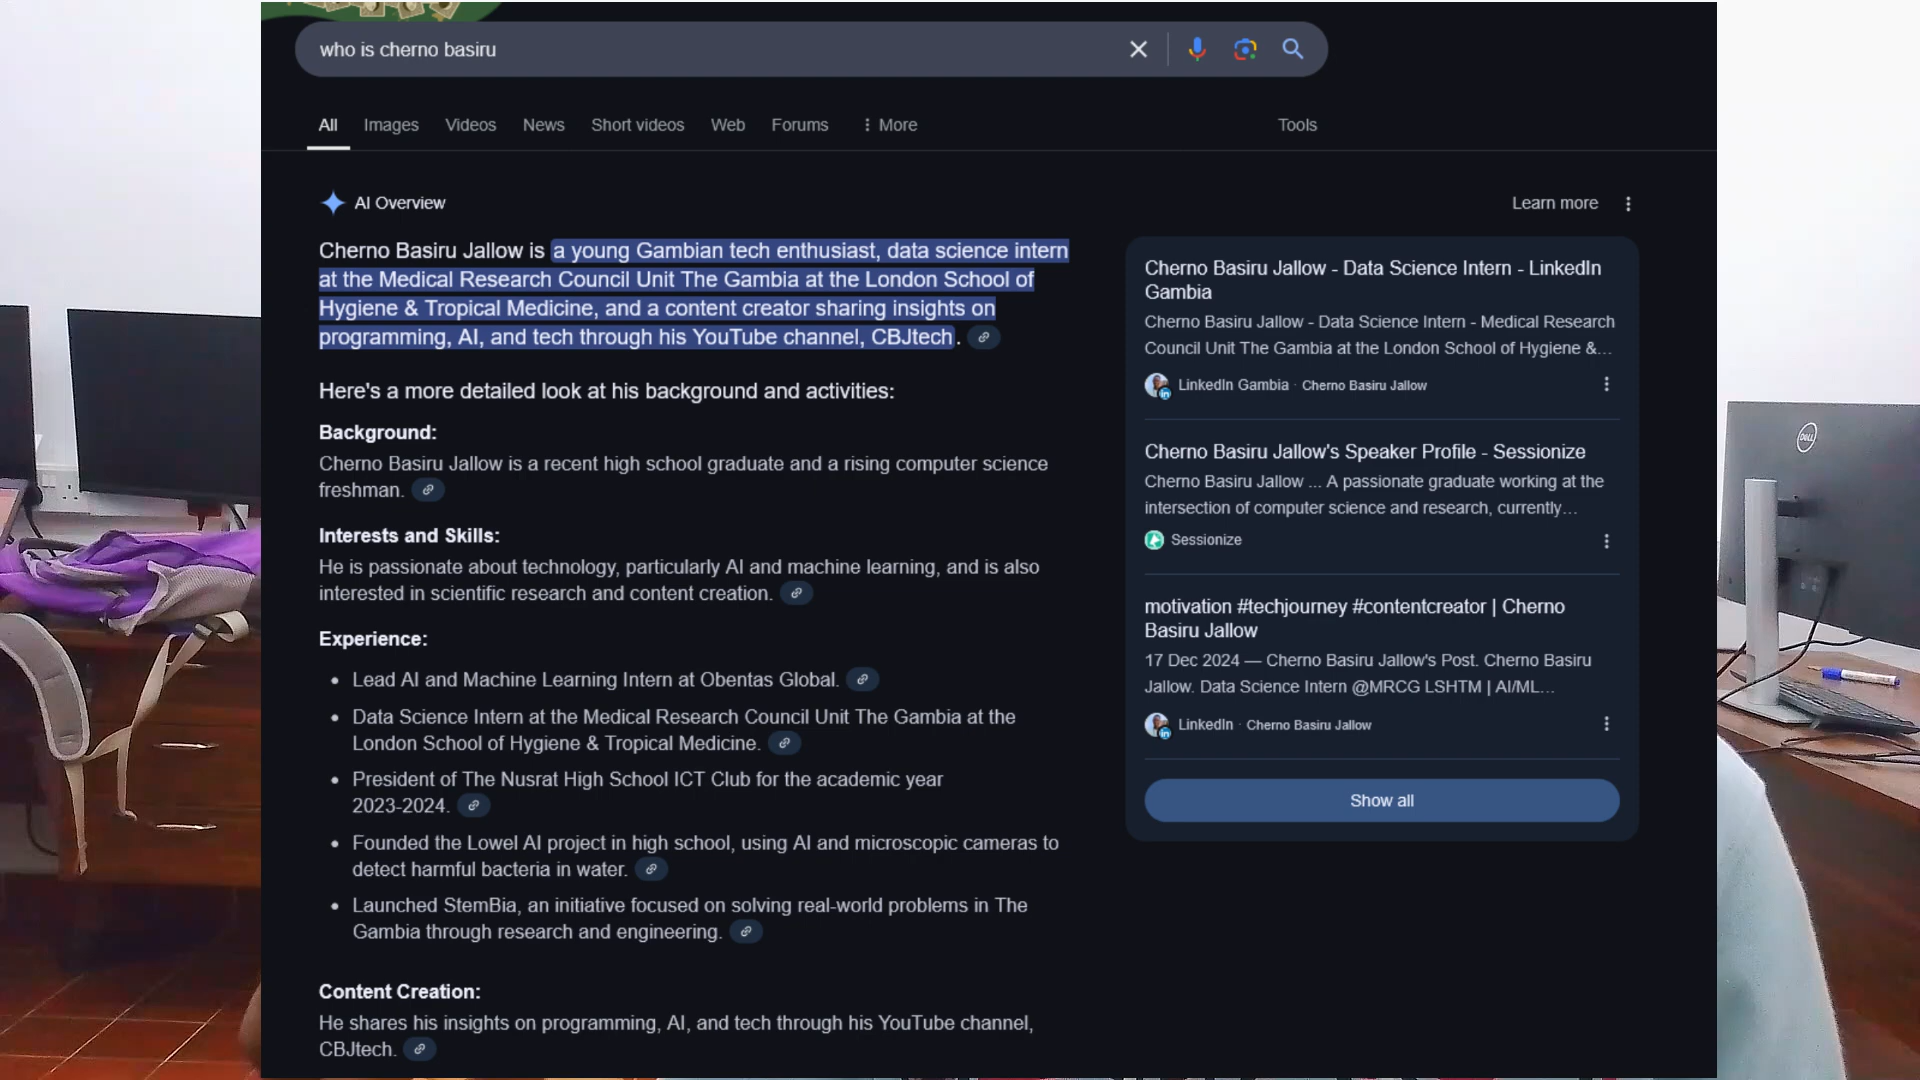 who is cherno basiru
All Images Videos News Short videos Web Forums More Tools
AI Overview
Learn more
Cherno Basiru Jallow is a young Gambian tech enthusiast, data science intern
at the Medical Research Council Unit The Gambia at the London School of
Hygiene & Tropical Medicine, and a content creator sharing insights on
programming, AI, and tech through his YouTube channel, CBJtech.
Here's a more detailed look at his background and activities:
Background:
Cherno Basiru Jallow is a recent high school graduate and a rising computer science
freshman.
Interests and Skills:
He is passionate about technology, particularly AI and machine learning, and is also
interested in scientific research and content creation.
Experience:
• Lead AI and Machine Learning Intern at Obentas Global.
• Data Science Intern at the Medical Research Council Unit The Gambia at the
London School of Hygiene & Tropical Medicine.
• President of The Nusrat High School ICT Club for the academic year
2023-2024.
• Founded the Lowel AI project in high school, using AI and microscopic cameras to
detect harmful bacteria in water.
• Launched StemBia, an initiative focused on solving real-world problems in The
Gambia through research and engineering.
Content Creation:
He shares his insights on programming, AI, and tech through his YouTube channel,
CBJtech.
Cherno Basiru Jallow - Data Science Intern - LinkedIn
Gambia
Cherno Basiru Jallow - Data Science Intern - Medical Research
Council Unit The Gambia at the London School of Hygiene &...
LinkedIn Gambia · Cherno Basiru Jallow
Cherno Basiru Jallow's Speaker Profile - Sessionize
Cherno Basiru Jallow ... A passionate graduate working at the
intersection of computer science and research, currently...
Sessionize
motivation #techjourney #contentcreator | Cherno
Basiru Jallow
17 Dec 2024 — Cherno Basiru Jallow's Post. Cherno Basiru
Jallow. Data Science Intern @MRCG LSHTM | AI/ML...
LinkedIn · Cherno Basiru Jallow
Show all
DELL